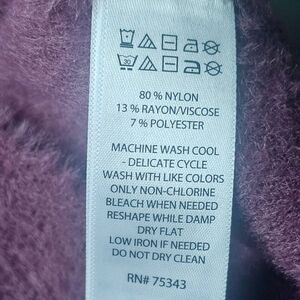 80 % NYLON
13 % RAYON/VISCOSE
7 % POLYESTER
MACHINE WASH COOL
- DELICATE CYCLE
WASH WITH LIKE COLORS
ONLY NON-CHLORINE
BLEACH WHEN NEEDED
RESHAPE WHILE DAMP
DRY FLAT
LOW IRON IF NEEDED
DO NOT DRY CLEAN
RN# 75343